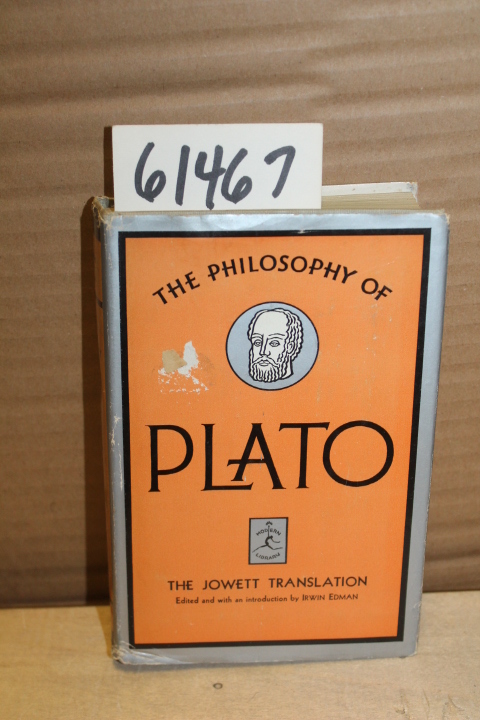 61467
THE PHILOSOPHY OF
PLATO
MODERN
LIBRARY
THE JOWETT TRANSLATION
Edited and with an introduction by IRWIN EDMAN